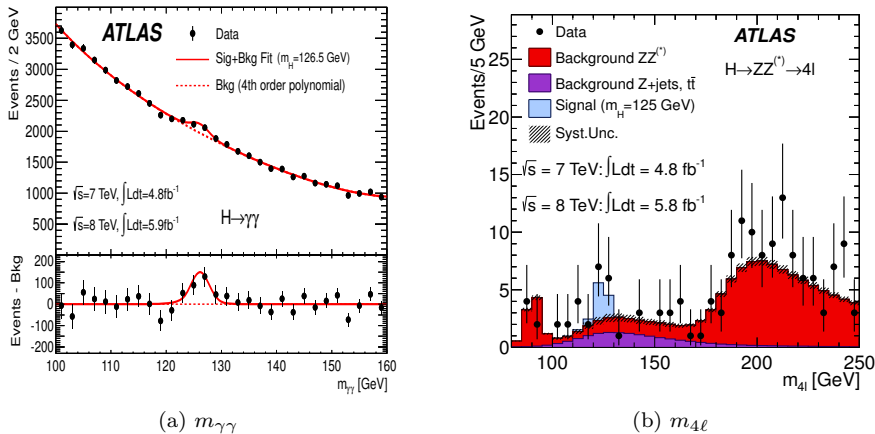 ATLAS
Data
Sig+Bkg Fit (m_H=126.5 GeV)
Bkg (4th order polynomial)
Events / 2 GeV
3500
3000
2500
2000
1500
1000
500
√s=7 TeV, ∫Ldt=4.8fb⁻¹
√s=8 TeV, ∫Ldt=5.9fb⁻¹
H→γγ
Events - Bkg
200
100
0
-100
-200
100 110 120 130 140 150 160
m_γγ [GeV]
(a) m_γγ
Events/5 GeV
25
20
15
10
5
0
Data
Background ZZ^(*)
Background Z+jets, tt̄
Signal (m_H=125 GeV)
Syst.Unc.
ATLAS
H→ZZ^(*)→4l
√s = 7 TeV: ∫Ldt = 4.8 fb⁻¹
√s = 8 TeV: ∫Ldt = 5.8 fb⁻¹
100 150 200 250
m_4l [GeV]
(b) m_4ℓ